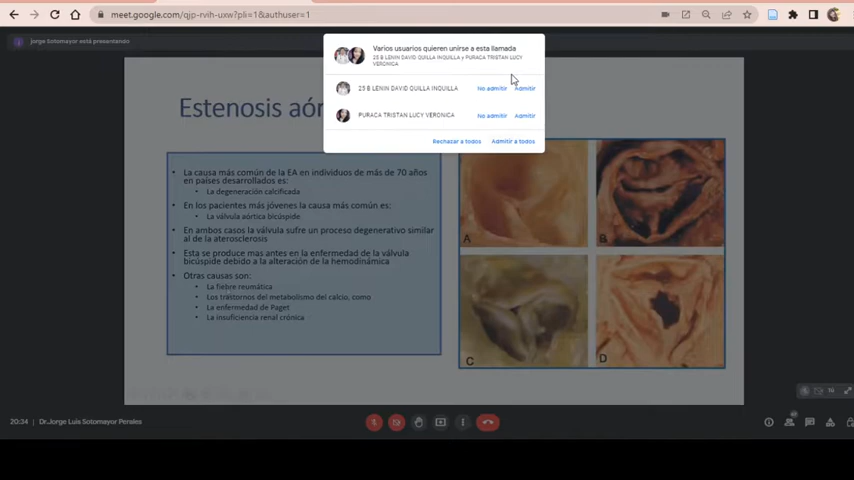 meet.google.com/qjp-rvih-uxw?pli=1&authuser=1
Jorge Sotomayor está presentando
Varios usuarios quieren unirse a esta llamada
25 B LENIN DAVID QUILLA INQUILLA y PURACA TRISTAN LUCY
VERONICA
25 B LENIN DAVID QUILLA INQUILLA No admitir Admitir
PURACA TRISTAN LUCY VERONICA No admitir Admitir
Rechazar a todos Admitir a todos
Estenosis
• La causa más común de la EA en individuos de más de 70 años
en países desarrollados es:
• La degeneración calcificada
• En los pacientes más jóvenes la causa más común es:
• La válvula aórtica bicúspide
• En ambos casos la válvula sufre un proceso degenerativo similar
al de la aterosclerosis
• Esta se produce mas antes en la enfermedad de la válvula
bicúspide debido a la alteración de la hemodinámica
• Otras causas son:
• La fiebre reumática
• Los trastornos del metabolismo del calcio, como
• La enfermedad de Paget
• La insuficiencia renal crónica
A
B
C
D
20:34 | Dr.Jorge Luis Sotomayor Perales